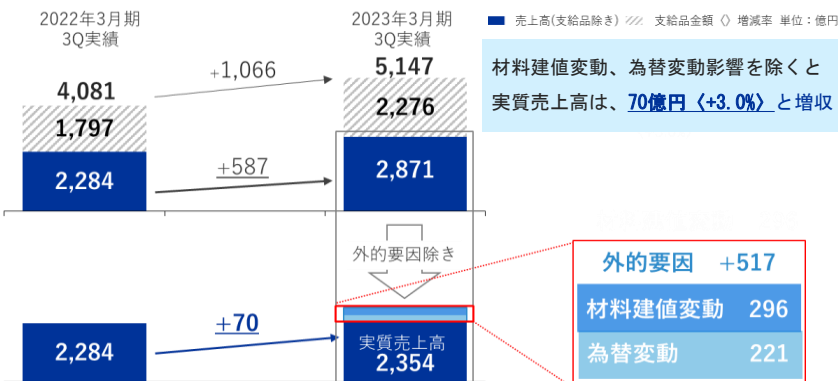 2022年3月期
3Q実績
2023年3月期
3Q実績
売上高(支給品除き) 支給品金額 〈〉増減率 単位：億円
材料建値変動、為替変動影響を除くと
実質売上高は、70億円〈+3.0%〉と増収
4,081
+1,066
5,147
1,797
2,276
2,284
+587
2,871
外的要因除き
2,284
+70
実質売上高
2,354
外的要因 +517
材料建値変動 296
為替変動 221